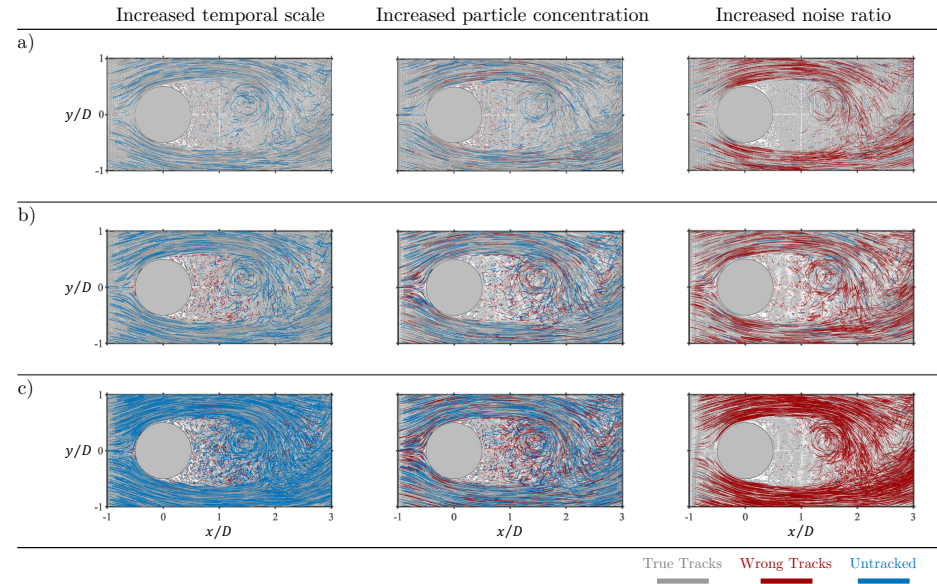 Increased temporal scale Increased particle concentration Increased noise ratio
a)
1
y/D 0
-1
b)
1
y/D 0
-1
c)
1
y/D 0
-1
-1 0 1 2 3 -1 0 1 2 3 -1 0 1 2 3
x/D x/D x/D
True Tracks Wrong Tracks Untracked